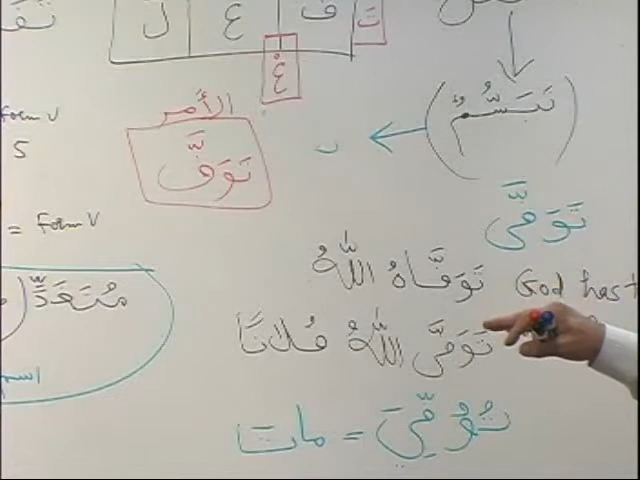 ت ف ع ل
عْ
form V
5
الأمر
تَوَفَّ
تَبَسُّمٌ
= form V
تَوَفَّى
مُتَعَدٍّ
تَوَفَّاهُ اللّٰهُ God has
تَوَفَّى اللّٰهُ فُلانًا
تُوُفِّيَ = مات